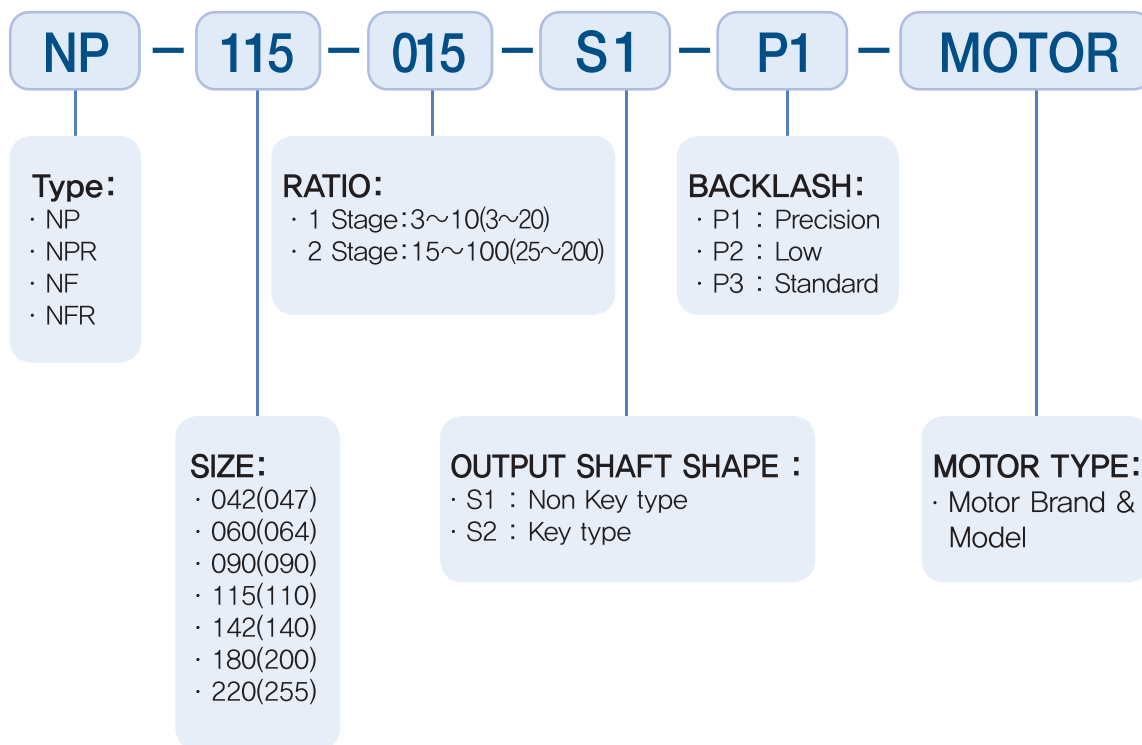 NP - 115 - 015 - S1 - P1 - MOTOR
Type:
· NP
· NPR
· NF
· NFR
RATIO:
· 1 Stage:3~10(3~20)
· 2 Stage:15~100(25~200)
BACKLASH:
· P1 : Precision
· P2 : Low
· P3 : Standard
SIZE:
· 042(047)
· 060(064)
· 090(090)
· 115(110)
· 142(140)
· 180(200)
· 220(255)
OUTPUT SHAFT SHAPE :
· S1 : Non Key type
· S2 : Key type
MOTOR TYPE:
· Motor Brand &
Model